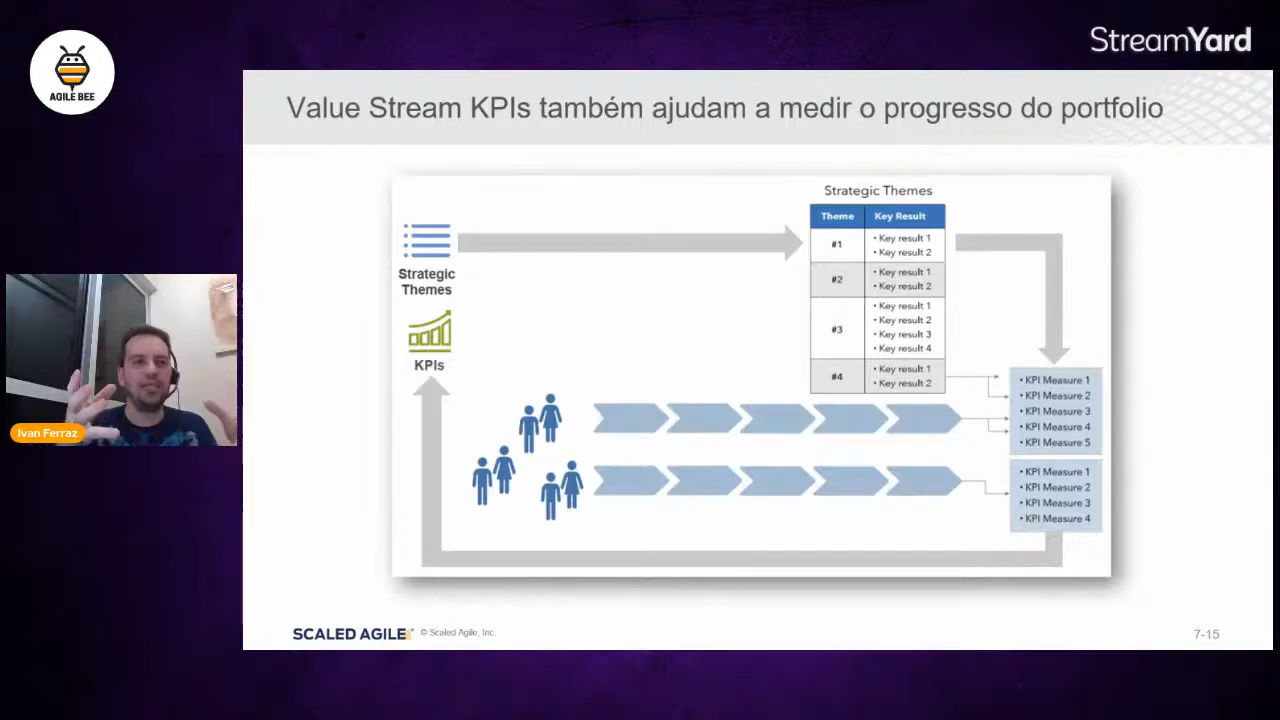 AGILE BEE
StreamYard
Value Stream KPIs também ajudam a medir o progresso do portfolio
Strategic Themes
Theme Key Result
#1
• Key result 1
• Key result 2
#2
• Key result 1
• Key result 2
#3
• Key result 1
• Key result 2
• Key result 3
• Key result 4
#4
• Key result 1
• Key result 2
Strategic
Themes
KPIs
• KPI Measure 1
• KPI Measure 2
• KPI Measure 3
• KPI Measure 4
• KPI Measure 5
• KPI Measure 1
• KPI Measure 2
• KPI Measure 3
• KPI Measure 4
Ivan Ferraz
SCALED AGILE
© Scaled Agile, Inc.
7-15